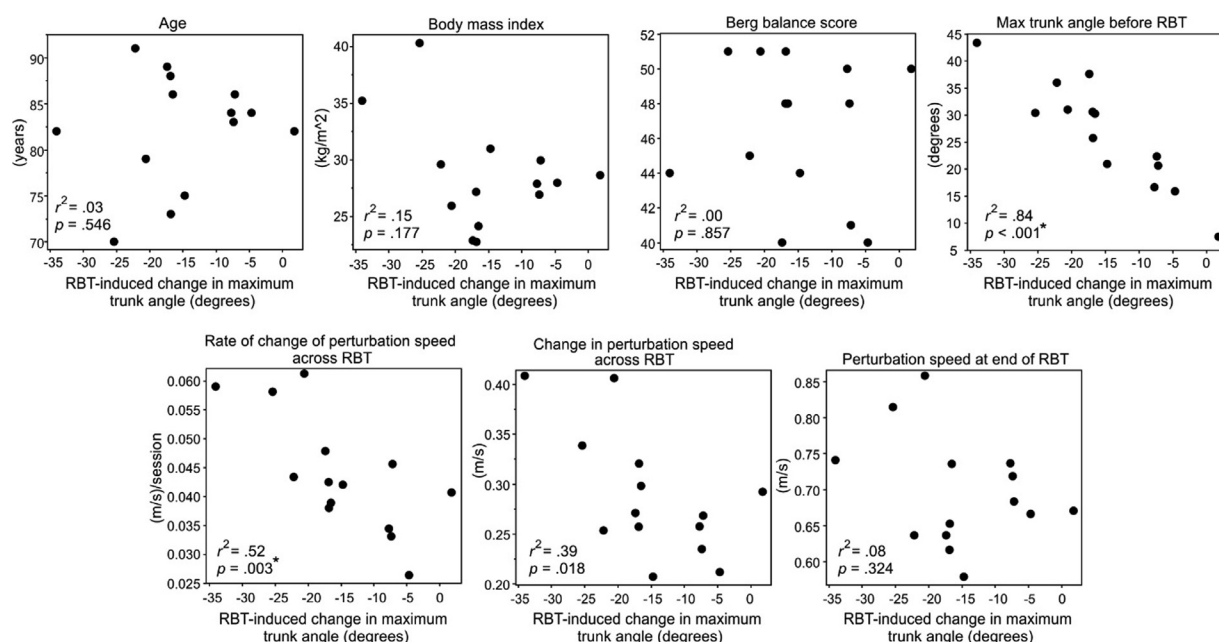 Age
(years)
90
85
80
75
70
r² = .03
p = .546
-35 -30 -25 -20 -15 -10 -5 0
RBT-induced change in maximum
trunk angle (degrees)
Body mass index
(kg/m^2)
40
35
30
25
r² = .15
p = .177
-35 -30 -25 -20 -15 -10 -5 0
RBT-induced change in maximum
trunk angle (degrees)
Berg balance score
52
50
48
46
44
42
40
r² = .00
p = .857
-35 -30 -25 -20 -15 -10 -5 0
RBT-induced change in maximum
trunk angle (degrees)
Max trunk angle before RBT
(degrees)
45
40
35
30
25
20
15
10
5
r² = .84
p < .001*
-35 -30 -25 -20 -15 -10 -5 0
RBT-induced change in maximum
trunk angle (degrees)
Rate of change of perturbation speed
across RBT
(m/s)/session
0.060
0.055
0.050
0.045
0.040
0.035
0.030
0.025
r² = .52
p = .003*
-35 -30 -25 -20 -15 -10 -5 0
RBT-induced change in maximum
trunk angle (degrees)
Change in perturbation speed
across RBT
(m/s)
0.40
0.35
0.30
0.25
0.20
r² = .39
p = .018
-35 -30 -25 -20 -15 -10 -5 0
RBT-induced change in maximum
trunk angle (degrees)
Perturbation speed at end of RBT
(m/s)
0.85
0.80
0.75
0.70
0.65
0.60
r² = .08
p = .324
-35 -30 -25 -20 -15 -10 -5 0
RBT-induced change in maximum
trunk angle (degrees)